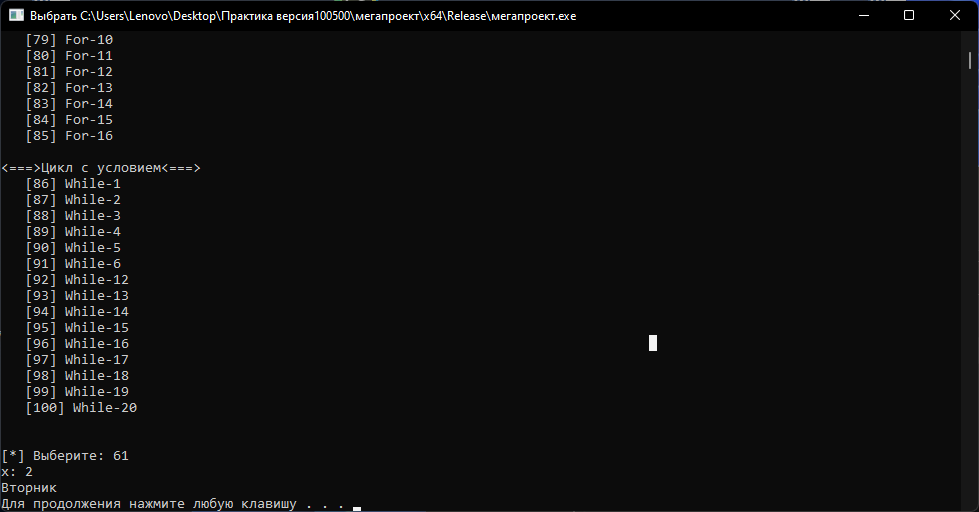 Выбрать C:\Users\Lenovo\Desktop\Практика версия100500\мегапроект\x64\Release\мегапроект.exe
[79] For-10
[80] For-11
[81] For-12
[82] For-13
[83] For-14
[84] For-15
[85] For-16
<===>Цикл с условием<===>
[86] While-1
[87] While-2
[88] While-3
[89] While-4
[90] While-5
[91] While-6
[92] While-12
[93] While-13
[94] While-14
[95] While-15
[96] While-16
[97] While-17
[98] While-18
[99] While-19
[100] While-20
[*] Выберите: 61
x: 2
Вторник
Для продолжения нажмите любую клавишу . . .